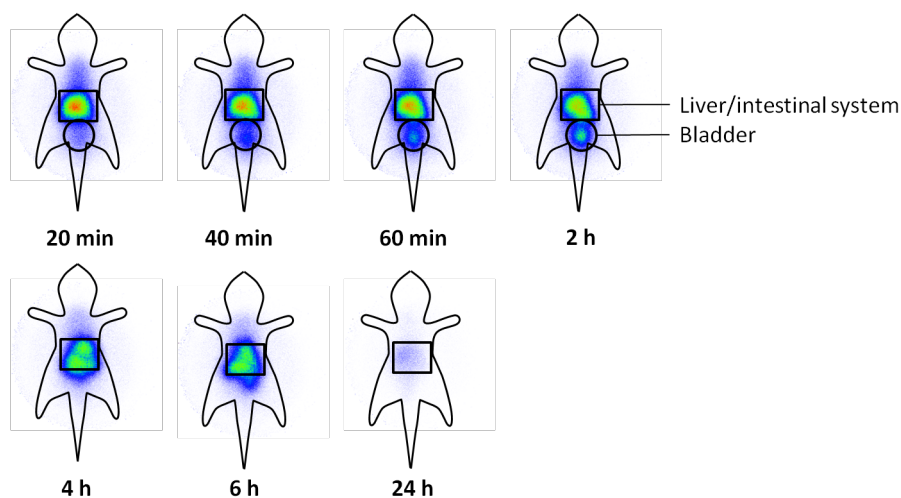 Liver/intestinal system
Bladder
20 min
40 min
60 min
2 h
4 h
6 h
24 h